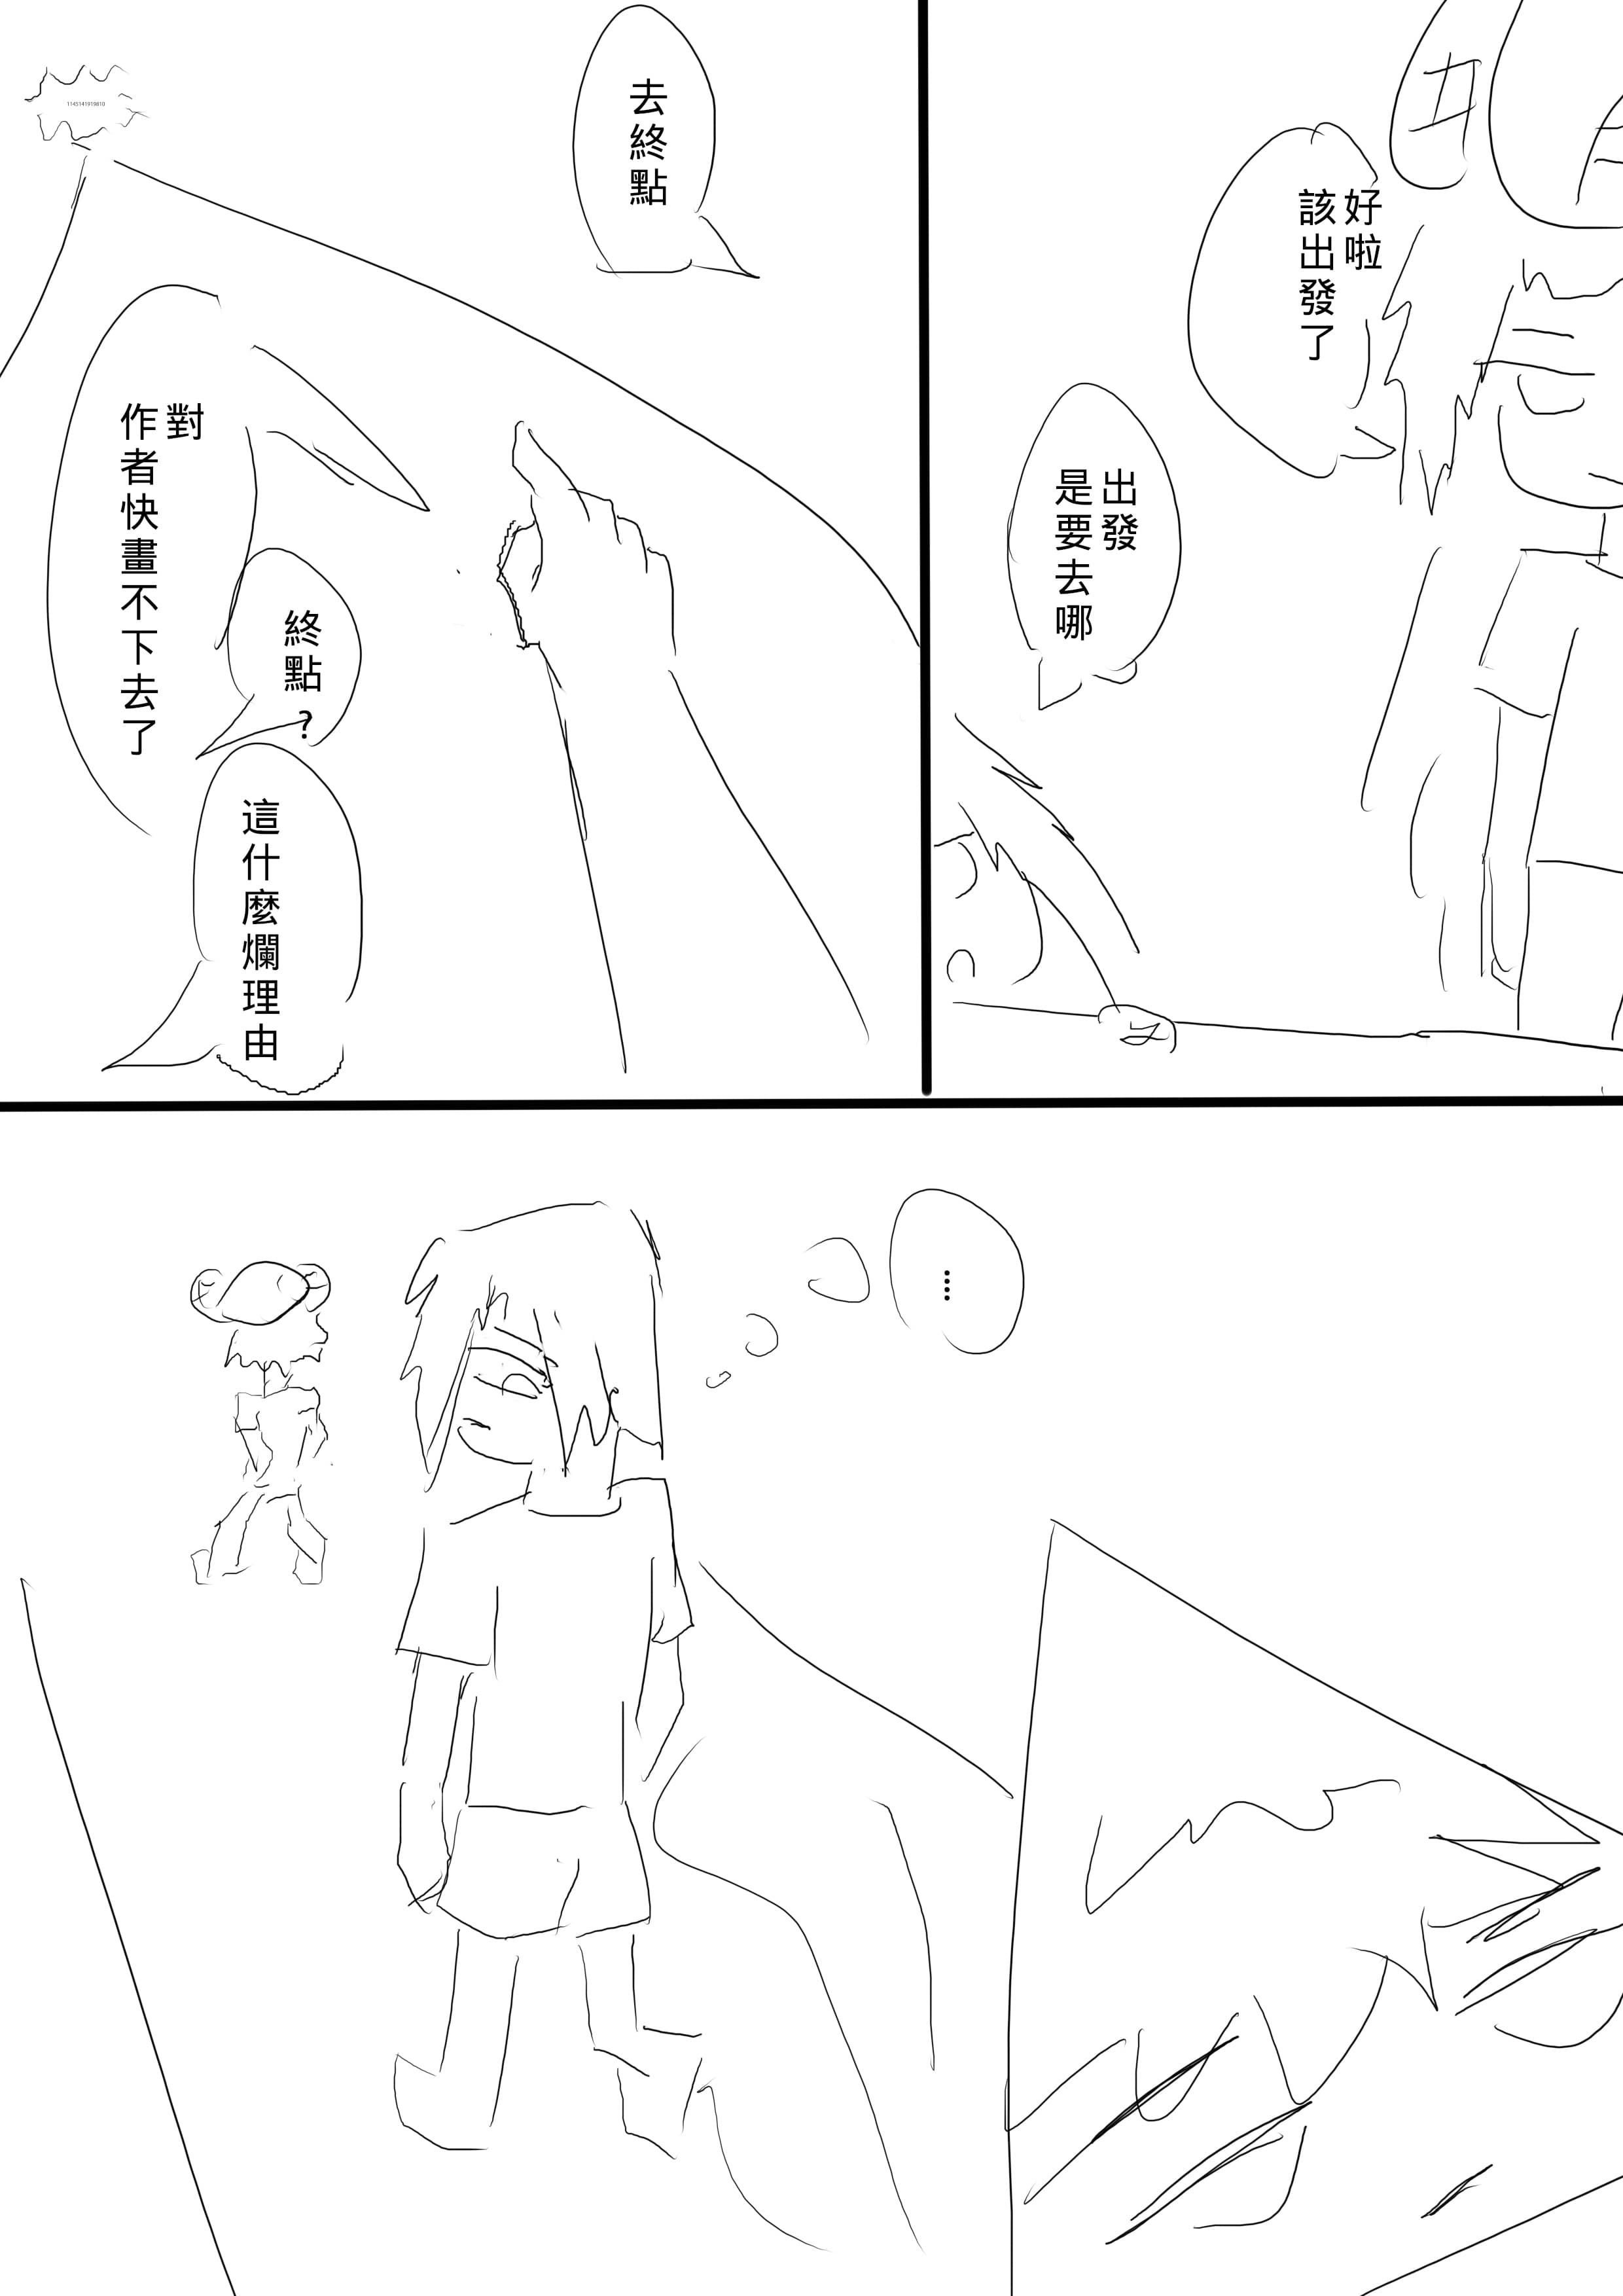 好啦
該出發了
出發
是要去哪
去終點
1145141919810
終點?
對
作者快畫不下去了
這什麼爛理由
....